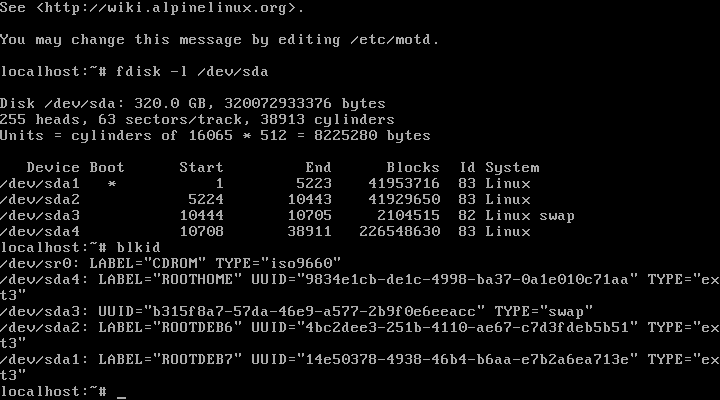 See <http://wiki.alpinelinux.org>.
You may change this message by editing /etc/motd.
localhost:~# fdisk -l /dev/sda
Disk /dev/sda: 320.0 GB, 320072933376 bytes
255 heads, 63 sectors/track, 38913 cylinders
Units = cylinders of 16065 * 512 = 8225280 bytes
   Device Boot      Start         End      Blocks  Id System
/dev/sda1   *           1        5223    41953716  83 Linux
/dev/sda2            5224       10443    41929650  83 Linux
/dev/sda3           10444       10705     2104515  82 Linux swap
/dev/sda4           10708       38911   226548630  83 Linux
localhost:~# blkid
/dev/sr0: LABEL="CDROM" TYPE="iso9660"
/dev/sda4: LABEL="ROOTHOME" UUID="9834e1cb-de1c-4998-ba37-0a1e010c71aa" TYPE="ex
t3"
/dev/sda3: UUID="b315f8a7-57da-46e9-a577-2b9f0e6eeacc" TYPE="swap"
/dev/sda2: LABEL="ROOTDEB6" UUID="4bc2dee3-251b-4110-ae67-c7d3fdeb5b51" TYPE="ex
t3"
/dev/sda1: LABEL="ROOTDEB7" UUID="14e50378-4938-46b4-b6aa-e7b2a6ea713e" TYPE="ex
t3"
localhost:~# _